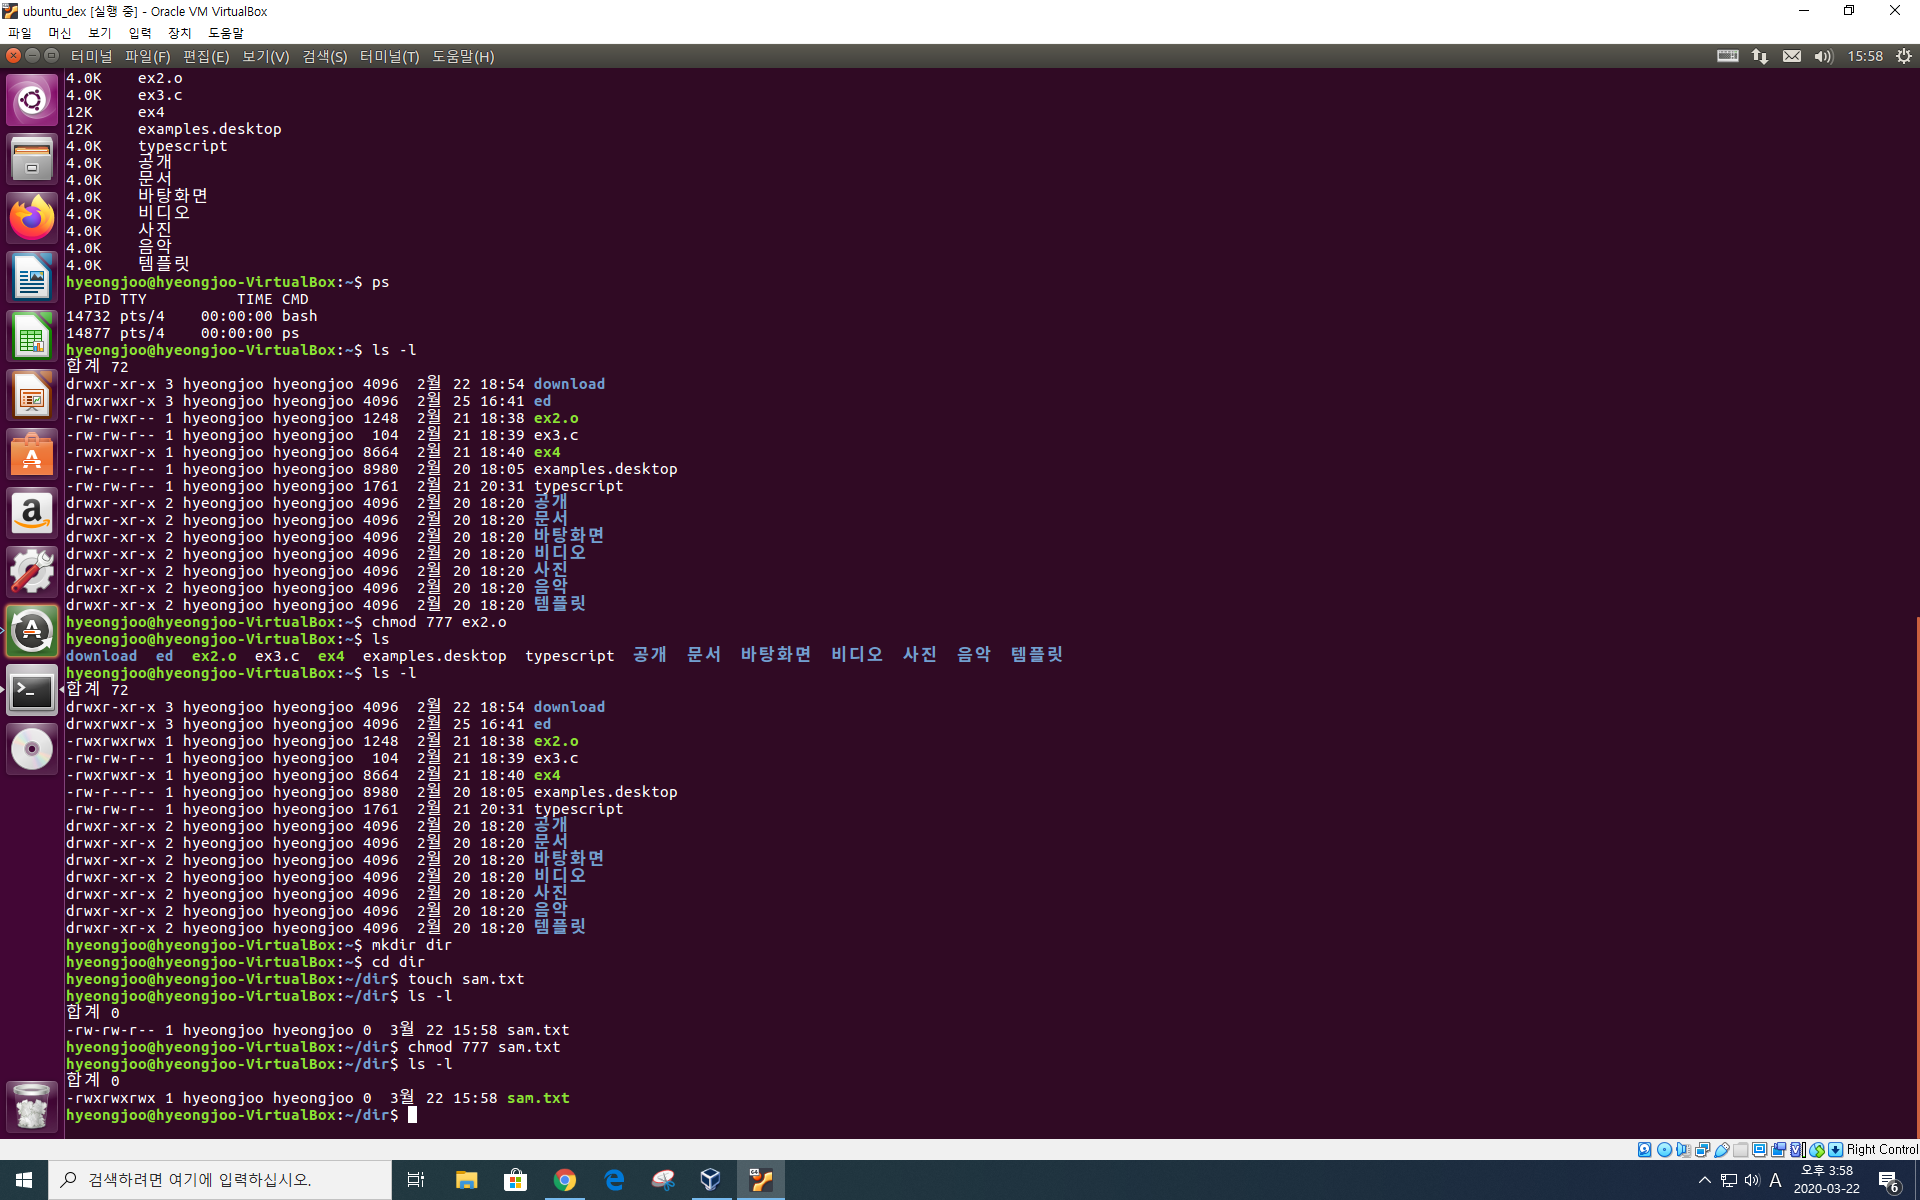 ubuntu_dex [실행 중] - Oracle VM VirtualBox
파일 머신 보기 입력 장치 도움말
터미널 파일(F) 편집(E) 보기(V) 검색(S) 터미널(T) 도움말(H) 15:58
4.0K    ex2.o
4.0K    ex3.c
12K     ex4
12K     examples.desktop
4.0K    typescript
4.0K    공개
4.0K    문서
4.0K    바탕화면
4.0K    비디오
4.0K    사진
4.0K    음악
4.0K    템플릿
hyeongjoo@hyeongjoo-VirtualBox:~$ ps
  PID TTY          TIME CMD
14732 pts/4    00:00:00 bash
14877 pts/4    00:00:00 ps
hyeongjoo@hyeongjoo-VirtualBox:~$ ls -l
합계 72
drwxr-xr-x 3 hyeongjoo hyeongjoo 4096  2월 22 18:54 download
drwxrwxr-x 3 hyeongjoo hyeongjoo 4096  2월 25 16:41 ed
-rw-rwxr-- 1 hyeongjoo hyeongjoo 1248  2월 21 18:38 ex2.o
-rw-rw-r-- 1 hyeongjoo hyeongjoo  104  2월 21 18:39 ex3.c
-rwxrwxr-x 1 hyeongjoo hyeongjoo 8664  2월 21 18:40 ex4
-rw-r--r-- 1 hyeongjoo hyeongjoo 8980  2월 20 18:05 examples.desktop
-rw-rw-r-- 1 hyeongjoo hyeongjoo 1761  2월 21 20:31 typescript
drwxr-xr-x 2 hyeongjoo hyeongjoo 4096  2월 20 18:20 공개
drwxr-xr-x 2 hyeongjoo hyeongjoo 4096  2월 20 18:20 문서
drwxr-xr-x 2 hyeongjoo hyeongjoo 4096  2월 20 18:20 바탕화면
drwxr-xr-x 2 hyeongjoo hyeongjoo 4096  2월 20 18:20 비디오
drwxr-xr-x 2 hyeongjoo hyeongjoo 4096  2월 20 18:20 사진
drwxr-xr-x 2 hyeongjoo hyeongjoo 4096  2월 20 18:20 음악
drwxr-xr-x 2 hyeongjoo hyeongjoo 4096  2월 20 18:20 템플릿
hyeongjoo@hyeongjoo-VirtualBox:~$ chmod 777 ex2.o
hyeongjoo@hyeongjoo-VirtualBox:~$ ls
download  ed  ex2.o  ex3.c  ex4  examples.desktop  typescript  공개  문서  바탕화면  비디오  사진  음악  템플릿
hyeongjoo@hyeongjoo-VirtualBox:~$ ls -l
합계 72
drwxr-xr-x 3 hyeongjoo hyeongjoo 4096  2월 22 18:54 download
drwxrwxr-x 3 hyeongjoo hyeongjoo 4096  2월 25 16:41 ed
-rwxrwxrwx 1 hyeongjoo hyeongjoo 1248  2월 21 18:38 ex2.o
-rw-rw-r-- 1 hyeongjoo hyeongjoo  104  2월 21 18:39 ex3.c
-rwxrwxr-x 1 hyeongjoo hyeongjoo 8664  2월 21 18:40 ex4
-rw-r--r-- 1 hyeongjoo hyeongjoo 8980  2월 20 18:05 examples.desktop
-rw-rw-r-- 1 hyeongjoo hyeongjoo 1761  2월 21 20:31 typescript
drwxr-xr-x 2 hyeongjoo hyeongjoo 4096  2월 20 18:20 공개
drwxr-xr-x 2 hyeongjoo hyeongjoo 4096  2월 20 18:20 문서
drwxr-xr-x 2 hyeongjoo hyeongjoo 4096  2월 20 18:20 바탕화면
drwxr-xr-x 2 hyeongjoo hyeongjoo 4096  2월 20 18:20 비디오
drwxr-xr-x 2 hyeongjoo hyeongjoo 4096  2월 20 18:20 사진
drwxr-xr-x 2 hyeongjoo hyeongjoo 4096  2월 20 18:20 음악
drwxr-xr-x 2 hyeongjoo hyeongjoo 4096  2월 20 18:20 템플릿
hyeongjoo@hyeongjoo-VirtualBox:~$ mkdir dir
hyeongjoo@hyeongjoo-VirtualBox:~$ cd dir
hyeongjoo@hyeongjoo-VirtualBox:~/dir$ touch sam.txt
hyeongjoo@hyeongjoo-VirtualBox:~/dir$ ls -l
합계 0
-rw-rw-r-- 1 hyeongjoo hyeongjoo 0  3월 22 15:58 sam.txt
hyeongjoo@hyeongjoo-VirtualBox:~/dir$ chmod 777 sam.txt
hyeongjoo@hyeongjoo-VirtualBox:~/dir$ ls -l
합계 0
-rwxrwxrwx 1 hyeongjoo hyeongjoo 0  3월 22 15:58 sam.txt
hyeongjoo@hyeongjoo-VirtualBox:~/dir$
Right Control
검색하려면 여기에 입력하십시오.
A
오후 3:58
2020-03-22
6